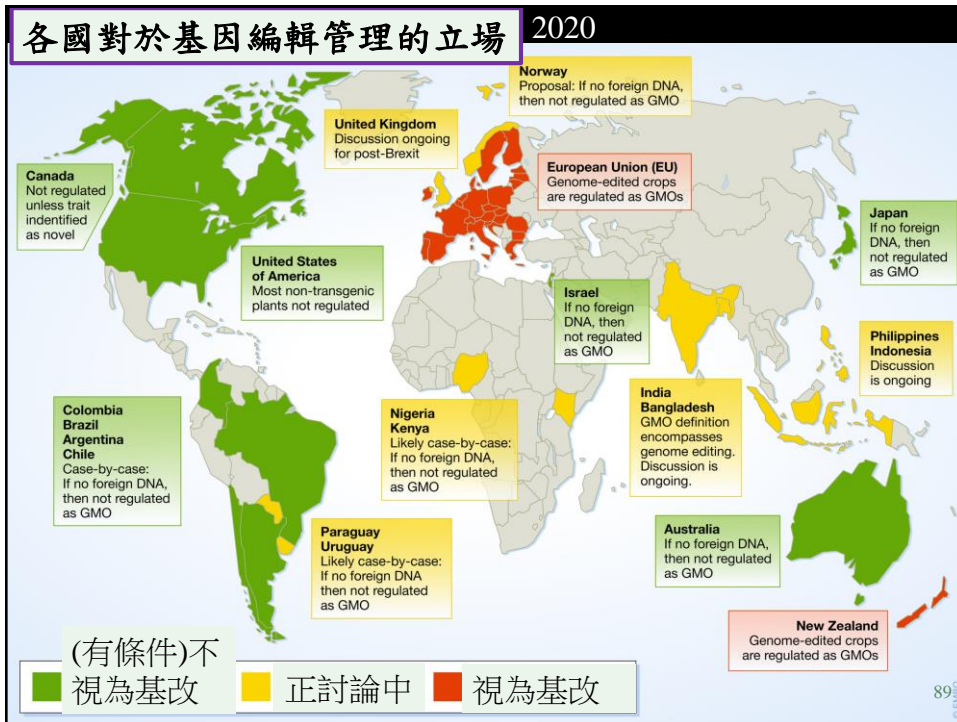 各國對於基因編輯管理的立場
2020
Norway
Proposal: If no foreign DNA,
then not regulated as GMO
United Kingdom
Discussion ongoing
for post-Brexit
European Union (EU)
Genome-edited crops
are regulated as GMOs
Canada
Not regulated
unless trait
indentified
as novel
Japan
If no foreign
DNA, then
not regulated
as GMO
United States
of America
Most non-transgenic
plants not regulated
Israel
If no foreign
DNA, then
not regulated
as GMO
Philippines
Indonesia
Discussion
is ongoing
Colombia
Brazil
Argentina
Chile
Case-by-case:
If no foreign DNA,
then not regulated
as GMO
Nigeria
Kenya
Likely case-by-case:
If no foreign DNA,
then not regulated
as GMO
India
Bangladesh
GMO definition
encompasses
genome editing.
Discussion is
ongoing.
Paraguay
Uruguay
Likely case-by-case:
If no foreign DNA
then not regulated
as GMO
Australia
If no foreign DNA,
then not regulated
as GMO
New Zealand
Genome-edited crops
are regulated as GMOs
(有條件)不
視為基改
正討論中
視為基改
89